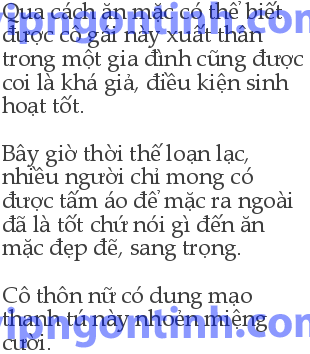 Qua cách ăn mặc có thể biết
được cô gái này xuất thân
trong một gia đình cũng được
coi là khá giả, điều kiện sinh
hoạt tốt.
Bây giờ thời thế loạn lạc,
nhiều người chỉ mong có
được tấm áo để mặc ra ngoài
đã là tốt chứ nói gì đến ăn
mặc đẹp đẽ, sang trọng.
Cô thôn nữ có dung mạo
thanh tú này nhoẻn miệng
cười.